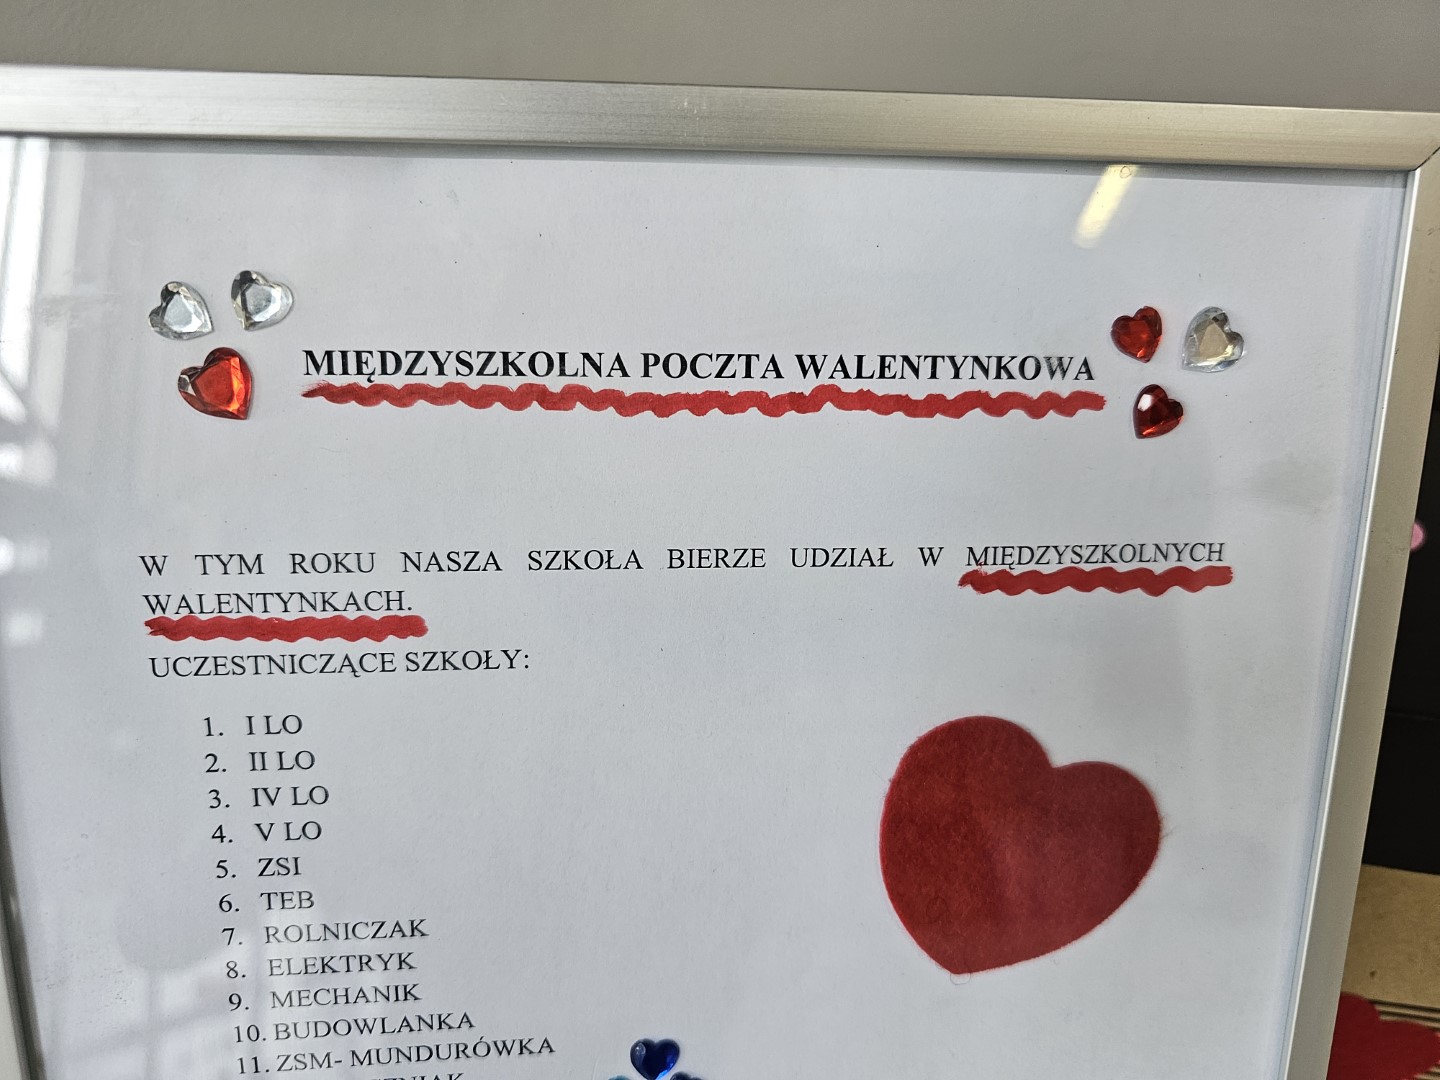 MIĘDZYSZKOLNA POCZTA WALENTYNKOWA
W TYM ROKU NASZA SZKOŁA BIERZE UDZIAŁ W MIĘDZYSZKOLNYCH
WALENTYNKACH.
UCZESTNICZĄCE SZKOŁY:
1. I LO
2. II LO
3. IV LO
4. V LO
5. ZSI
6. TEB
7. ROLNICZAK
8. ELEKTRYK
9. MECHANIK
10. BUDOWLANKA
11. ZSM- MUNDURÓWKA